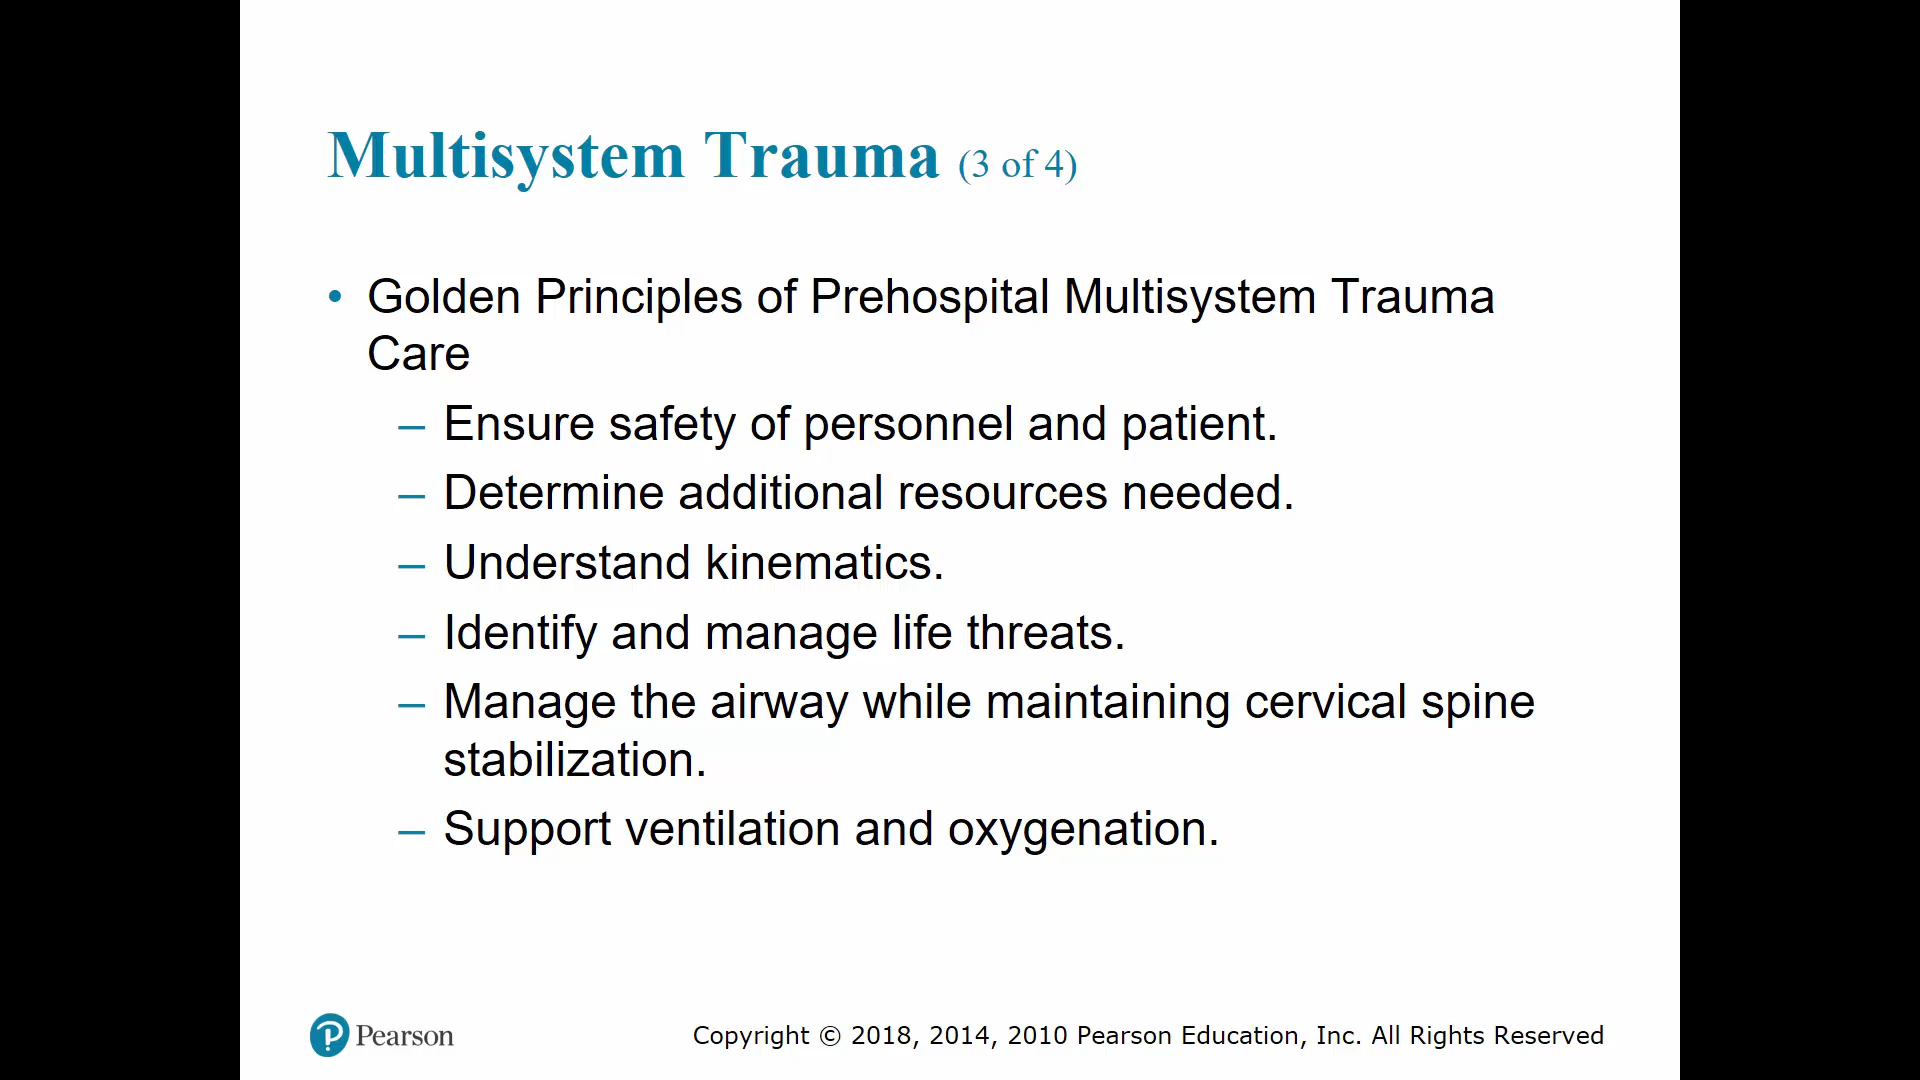 Multisystem Trauma (3 of 4)
• Golden Principles of Prehospital Multisystem Trauma
Care
– Ensure safety of personnel and patient.
– Determine additional resources needed.
– Understand kinematics.
– Identify and manage life threats.
– Manage the airway while maintaining cervical spine
stabilization.
– Support ventilation and oxygenation.
Pearson
Copyright © 2018, 2014, 2010 Pearson Education, Inc. All Rights Reserved